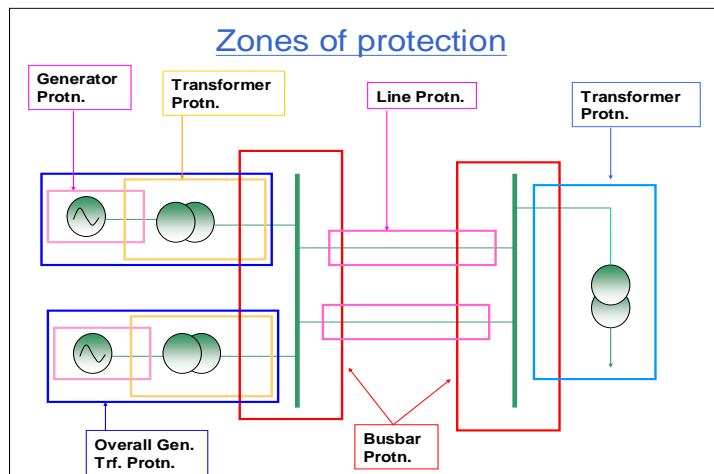 Zones of protection
Generator
Protn.
Transformer
Protn.
Line Protn.
Transformer
Protn.
Overall Gen.
Trf. Protn.
Busbar
Protn.